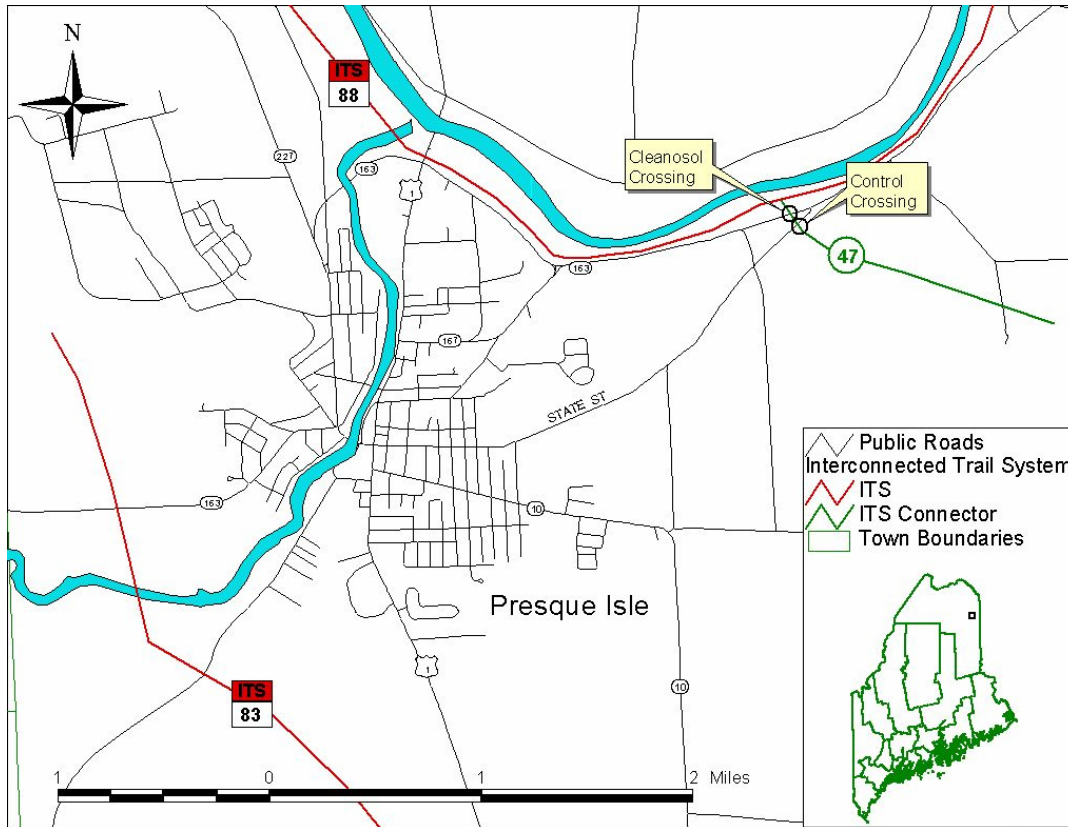 N
ITS
88
227
163
1
Cleanosol
Crossing
Control
Crossing
47
163
167
STATE ST
163
10
Presque Isle
1
10
ITS
83
1 0 1 2 Miles
Public Roads
Interconnected Trail System
ITS
ITS Connector
Town Boundaries